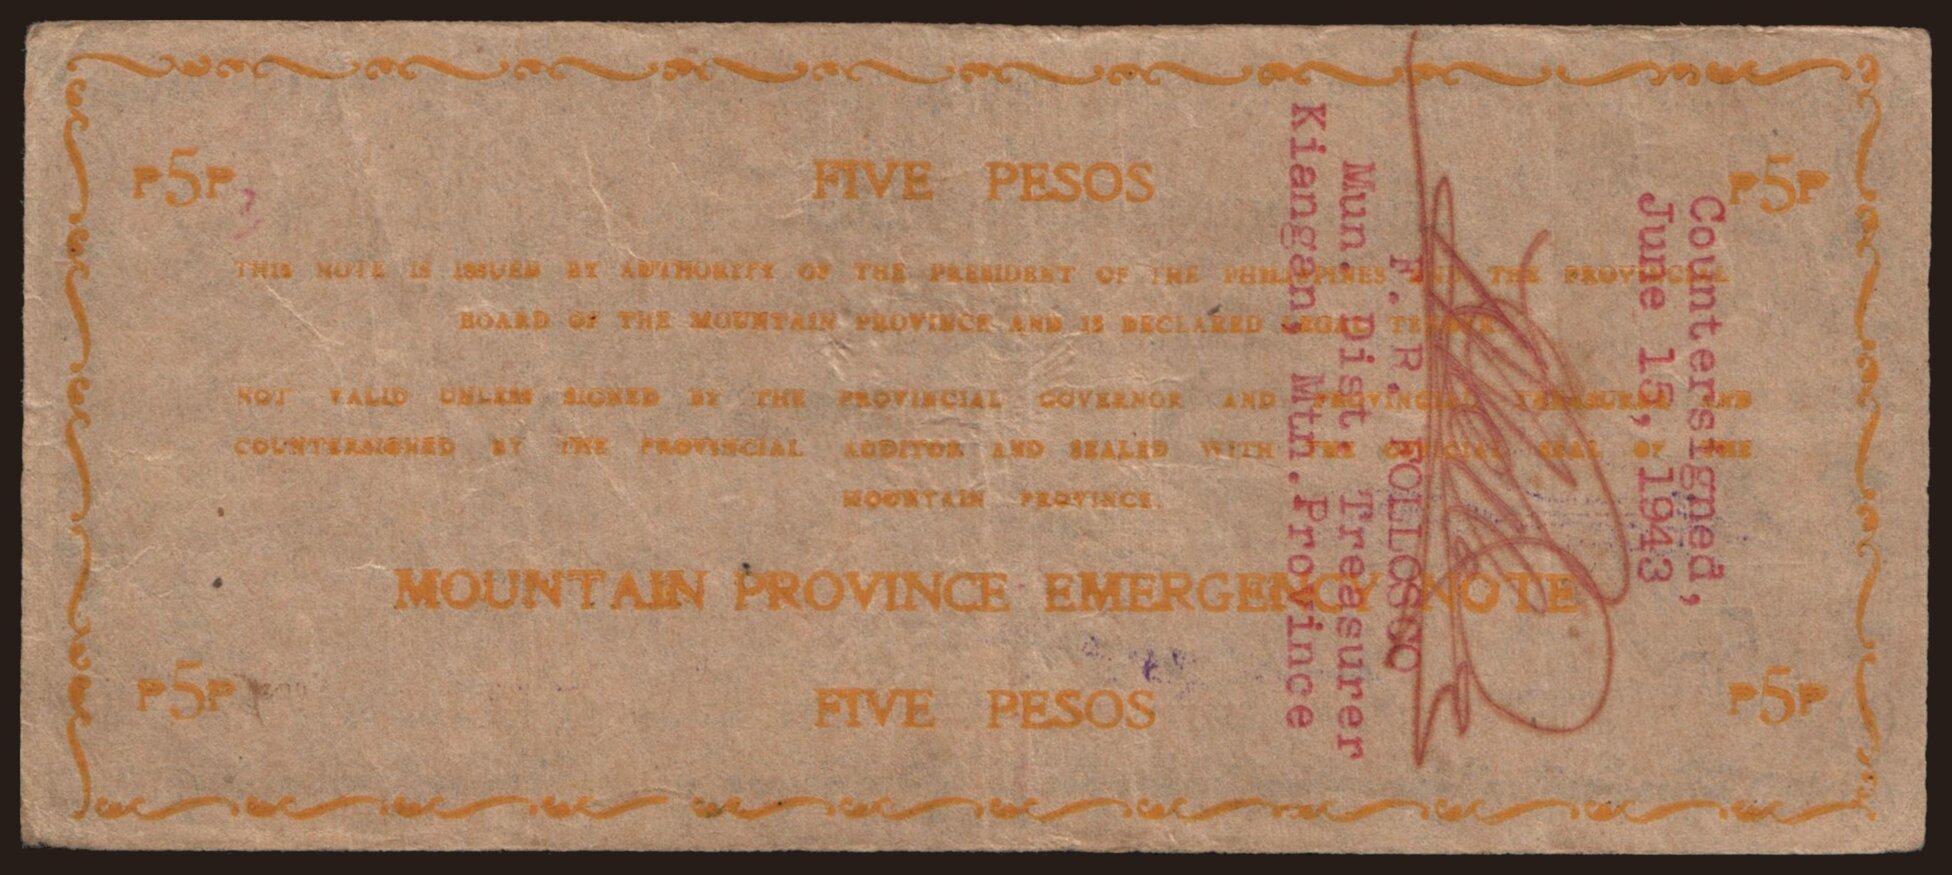 P5P FIVE PESOS P5P
THIS NOTE IS ISSUED BY AUTHORITY OF THE PRESIDENT OF THE PHILIPPINES AND THE PROVINCIAL
BOARD OF THE MOUNTAIN PROVINCE AND IS DECLARED LEGAL TENDER.
NOT VALID UNLESS SIGNED BY THE PROVINCIAL GOVERNOR AND PROVINCIAL TREASURER AND
COUNTERSIGNED BY THE PROVINCIAL AUDITOR AND SEALED WITH THE OFFICIAL SEAL OF THE
MOUNTAIN PROVINCE.
MOUNTAIN PROVINCE EMERGENCY NOTE
P5P FIVE PESOS P5P
Countersigned,
June 15, 1943
F. R. FOLLOSCO
Mun. Dist. Treasurer
Kiangan, Mtn.Province